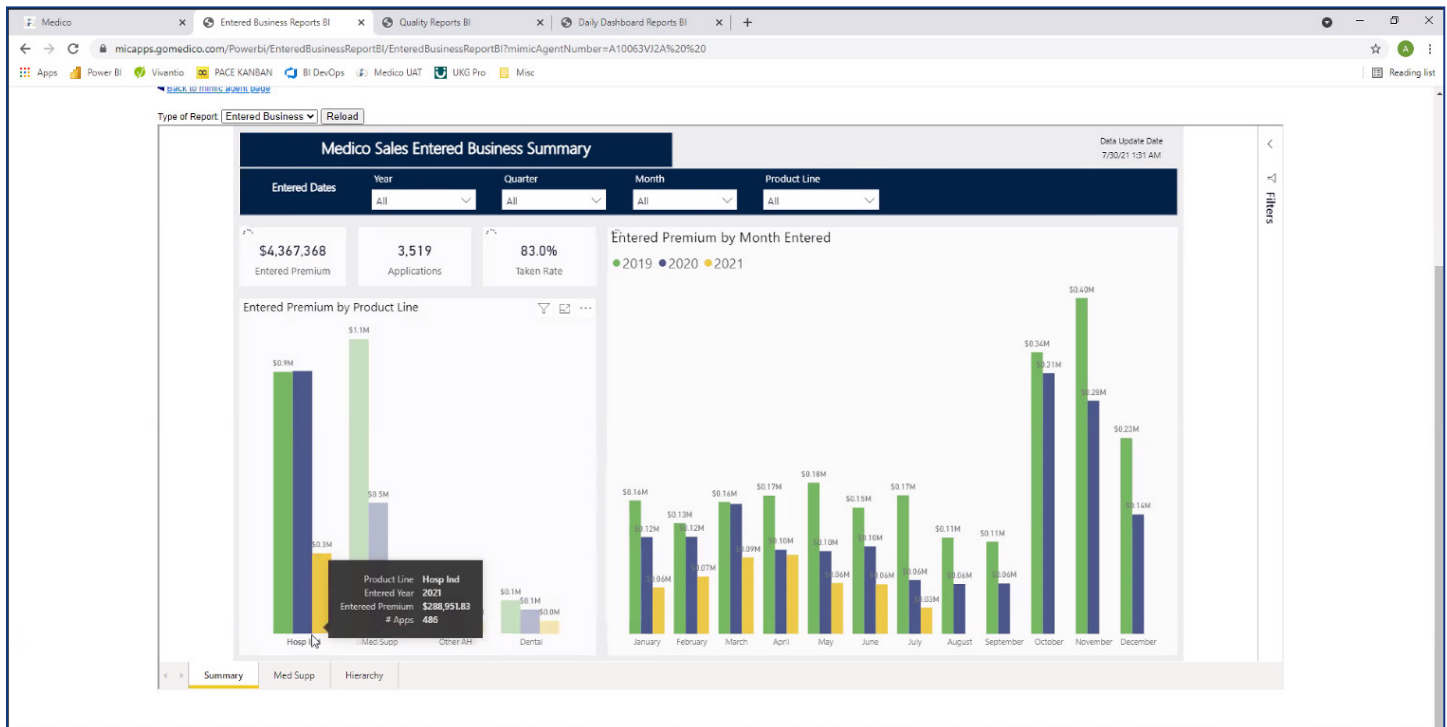 Medico
Entered Business Reports BI
Quality Reports BI
Daily Dashboard Reports BI
micapps.gomedico.com/Powerbi/EnteredBusinessReportBI/EnteredBusinessReportBI?mimicAgentNumber=A10063VJ2A%20%20
A
Apps Power BI Vivantio PACE KANBAN BI DevOps Medico UAT UKG Pro Misc Reading list
Back to mimic agent page
Type of Report: Entered Business Reload
Medico Sales Entered Business Summary
Data Update Date
7/30/21 1:31 AM
Filters
Entered Dates
Year Quarter Month Product Line
All All All All
$4,367,368
Entered Premium
3,519
Applications
83.0%
Taken Rate
Entered Premium by Product Line
$0.9M
$0.3M
$1.1M
$0.5M
$0.1M
$0.1M
$0.0M
Product Line Hosp Ind
Entered Year 2021
Entereed Premium $288,951.83
# Apps 486
Hosp Med Supp Other AH Dental
Entered Premium by Month Entered
2019 2020 2021
$0.16M
$0.12M
$0.06M
$0.13M
$0.12M
$0.07M
$0.16M
$0.09M
$0.17M
$0.10M
$0.18M
$0.10M
$0.06M
$0.15M
$0.10M
$0.06M
$0.17M
$0.06M
$0.03M
$0.11M
$0.06M
$0.11M
$0.06M
$0.34M
$0.31M
$0.40M
$0.28M
$0.23M
$0.14M
January February March April May June July August September October November December
Summary Med Supp Hierarchy